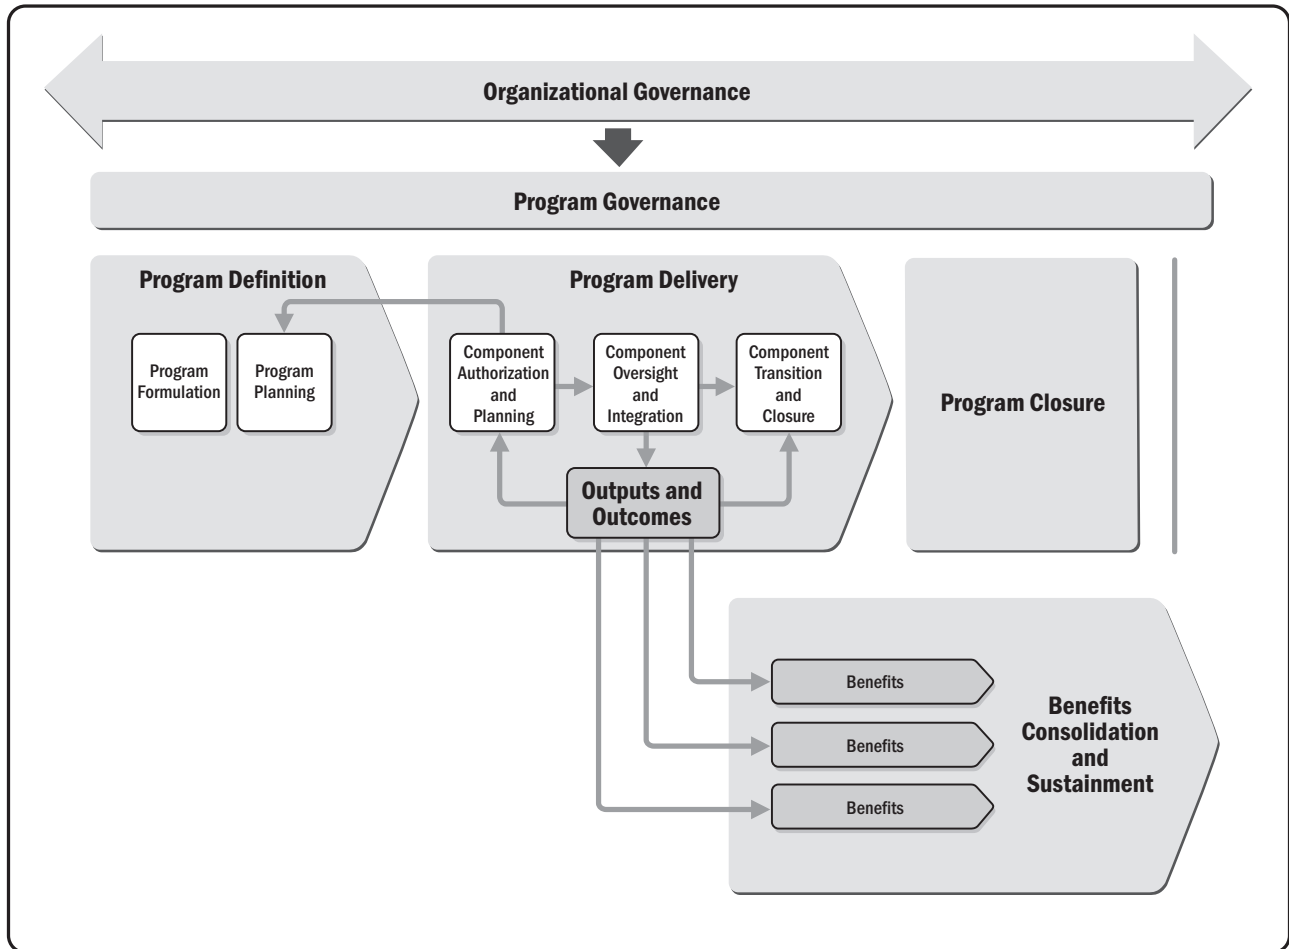 Organizational Governance
Program Governance
Program Definition
Program
Formulation
Program
Planning
Program Delivery
Component
Authorization
and
Planning
Component
Oversight
and
Integration
Component
Transition
and
Closure
Outputs and
Outcomes
Program Closure
Benefits
Benefits
Benefits
Benefits
Consolidation
and
Sustainment